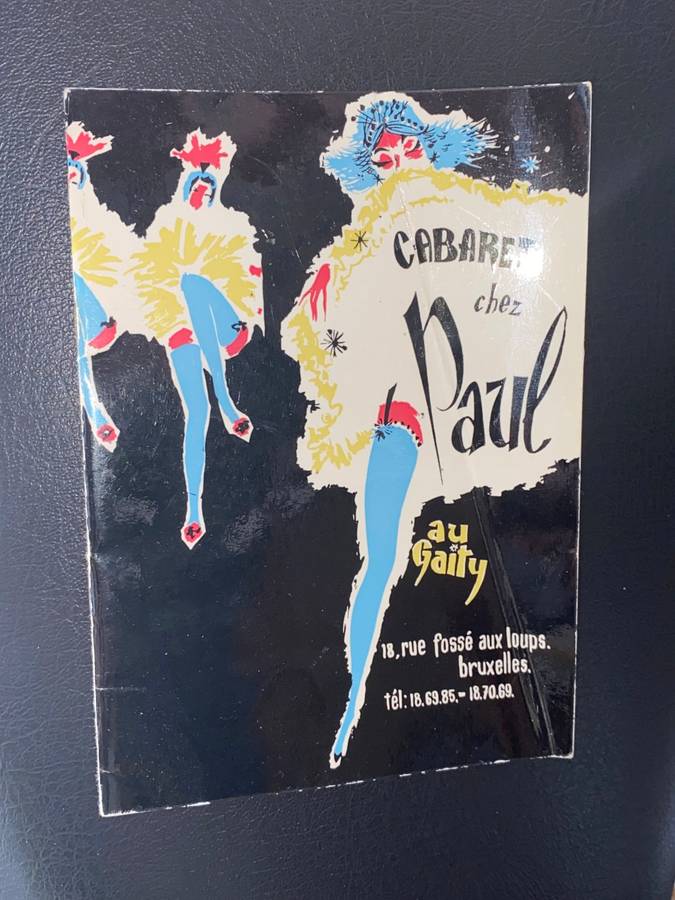 CABARET
chez
Paul
au
Gaity
18, rue fossé aux loups.
bruxelles.
tél: 18.69.85.- 18.70.69.